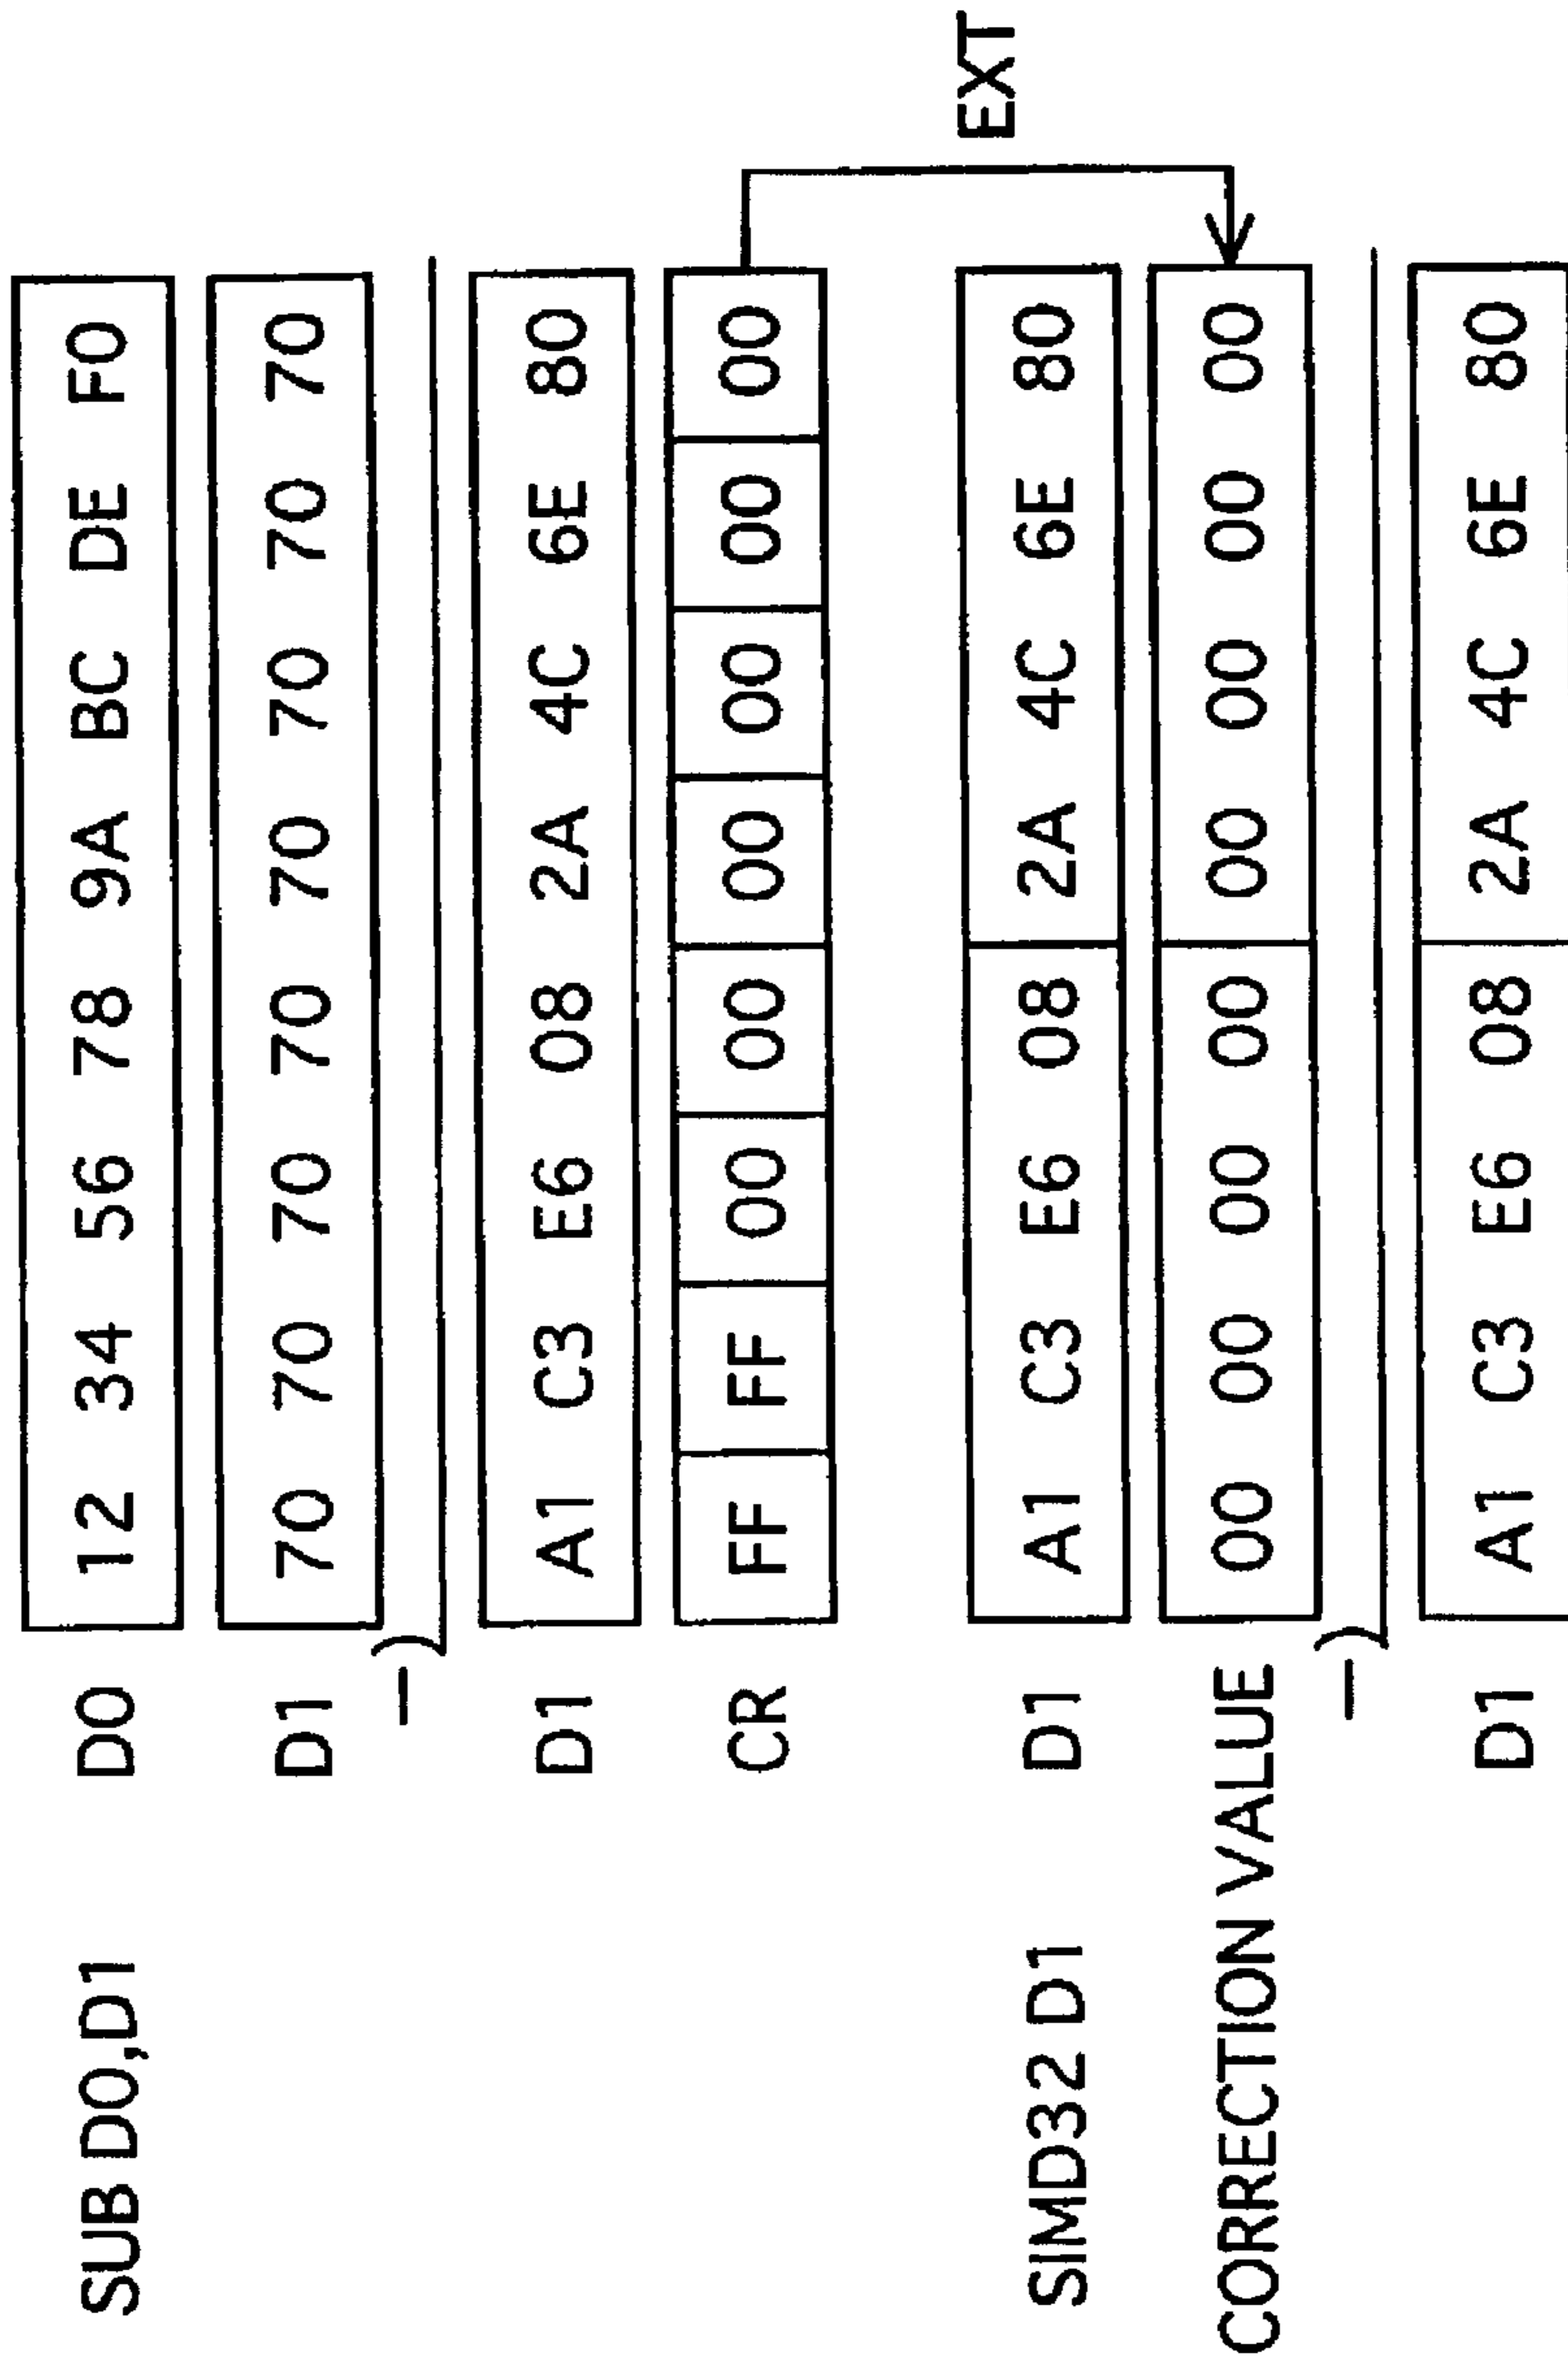 SUB D0,D1 D0 12 34 56 78 9A BC DE F0
D1 70 70 70 70 70 70 70 70
−)
D1 A1 C3 E6 08 2A 4C 6E 80
CR FF FF 00 00 00 00 00 00
EXT
SIMD32 D1 D1 A1 C3 E6 08 2A 4C 6E 80
CORRECTION VALUE 00 00 00 00 00 00 00 00
−)
D1 A1 C3 E6 08 2A 4C 6E 80